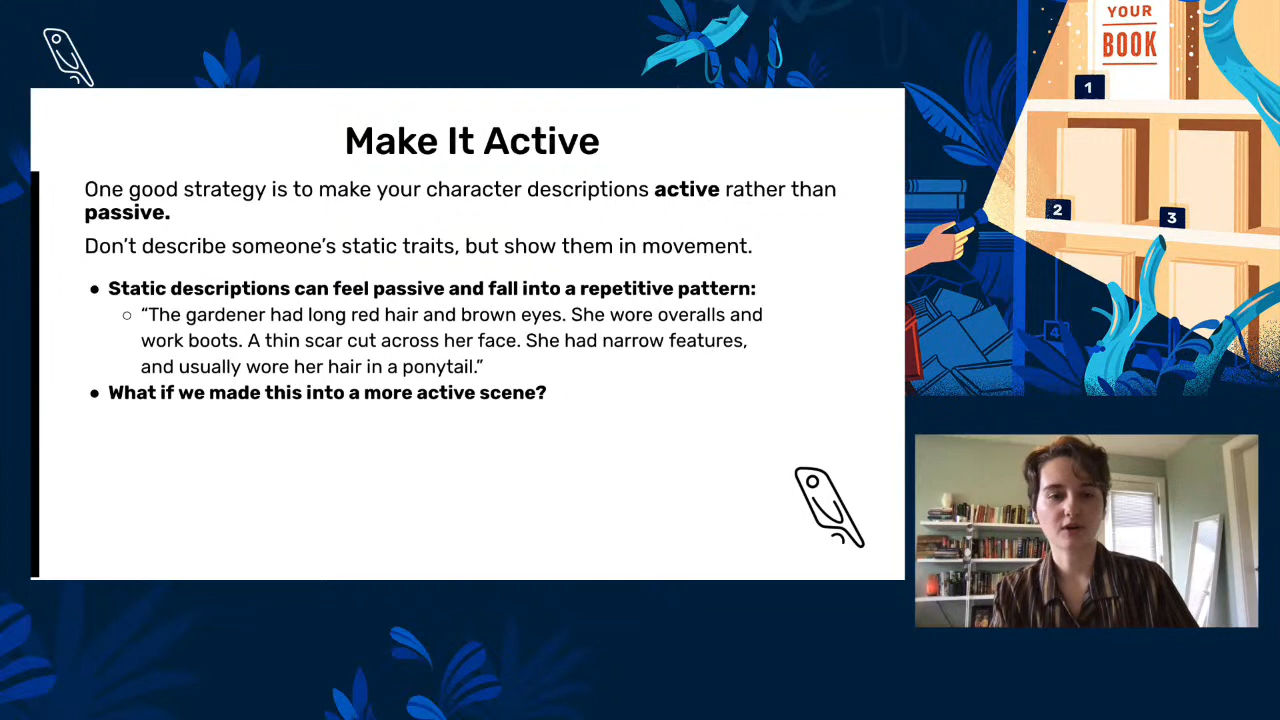 Make It Active
One good strategy is to make your character descriptions active rather than
passive.
Don’t describe someone’s static traits, but show them in movement.
● Static descriptions can feel passive and fall into a repetitive pattern:
○ “The gardener had long red hair and brown eyes. She wore overalls and
work boots. A thin scar cut across her face. She had narrow features,
and usually wore her hair in a ponytail.”
● What if we made this into a more active scene?
YOUR
BOOK
1
2
3
4